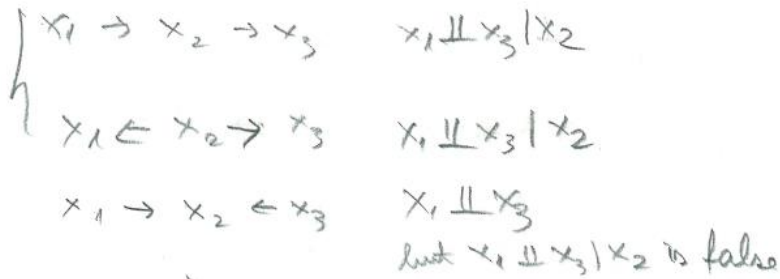 x₁ → x₂ → x₃ x₁ ⫫ x₃ | x₂
x₁ ← x₂ → x₃ x₁ ⫫ x₃ | x₂
x₁ → x₂ ← x₃ x₁ ⫫ x₃
but x₁ ⫫ x₃ | x₂ is false